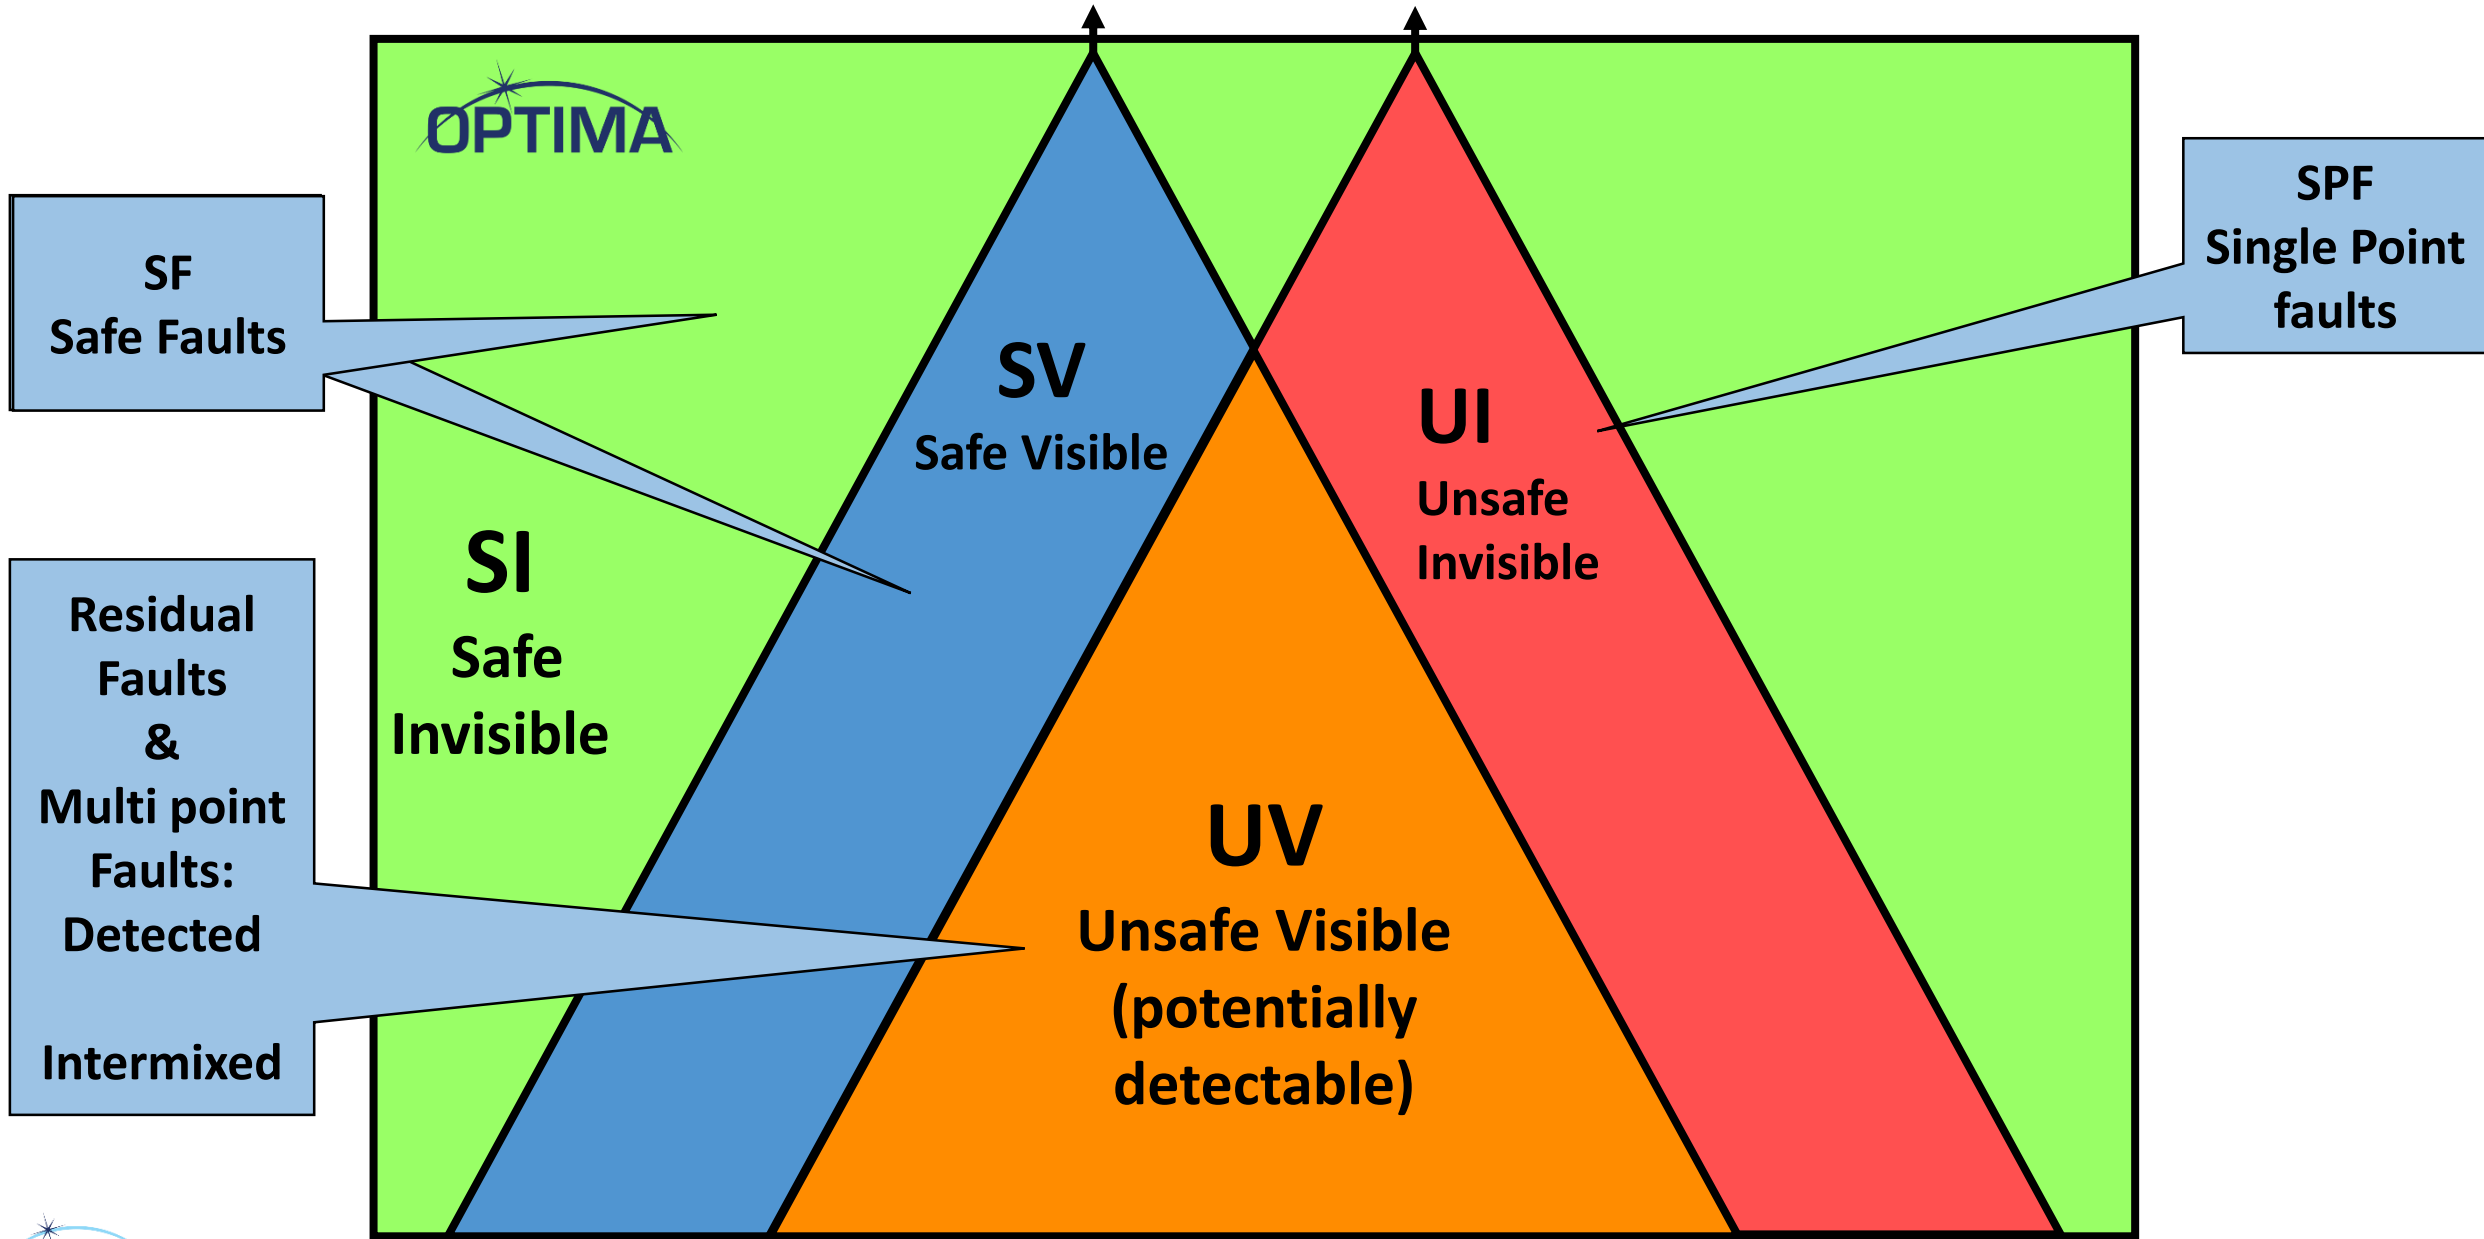 OPTIMA
SF
Safe Faults
SPF
Single Point
faults
SV
Safe Visible
UI
Unsafe
Invisible
SI
Safe
Invisible
Residual
Faults
&
Multi point
Faults:
Detected
Intermixed
UV
Unsafe Visible
(potentially
detectable)